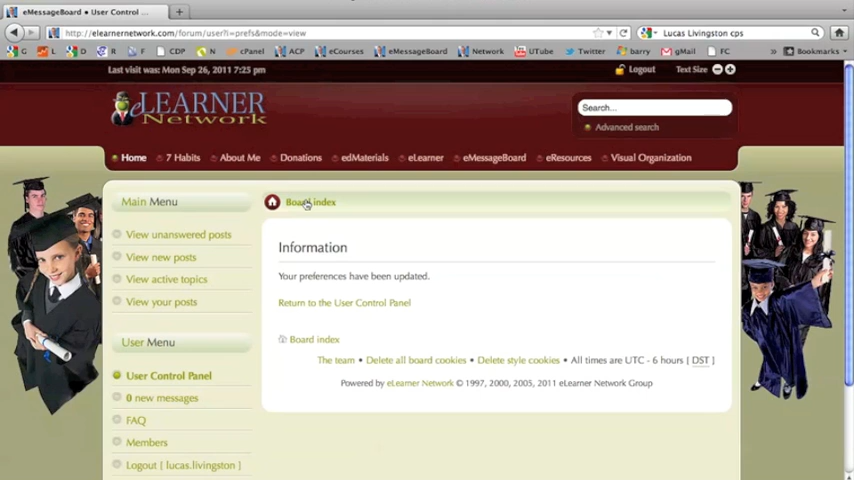 eMessageBoard • User Control ...
http://elearnernetwork.com/forum/user?i=prefs&mode=view
Lucas Livingston cps
G L D R F CDP N cPanel ACP eCourses eMessageBoard Network UTube Twitter barry gMail FC Bookmarks
Last visit was: Mon Sep 26, 2011 7:25 pm
Logout Text Size
eLEARNER
Network
Search...
Advanced search
Home 7 Habits About Me Donations edMaterials eLearner eMessageBoard eResources Visual Organization
Main Menu
Board index
View unanswered posts
View new posts
View active topics
View your posts
Information
Your preferences have been updated.
Return to the User Control Panel
Board index
The team • Delete all board cookies • Delete style cookies • All times are UTC - 6 hours [ DST ]
Powered by eLearner Network © 1997, 2000, 2005, 2011 eLearner Network Group
User Menu
User Control Panel
0 new messages
FAQ
Members
Logout [ lucas.livingston ]